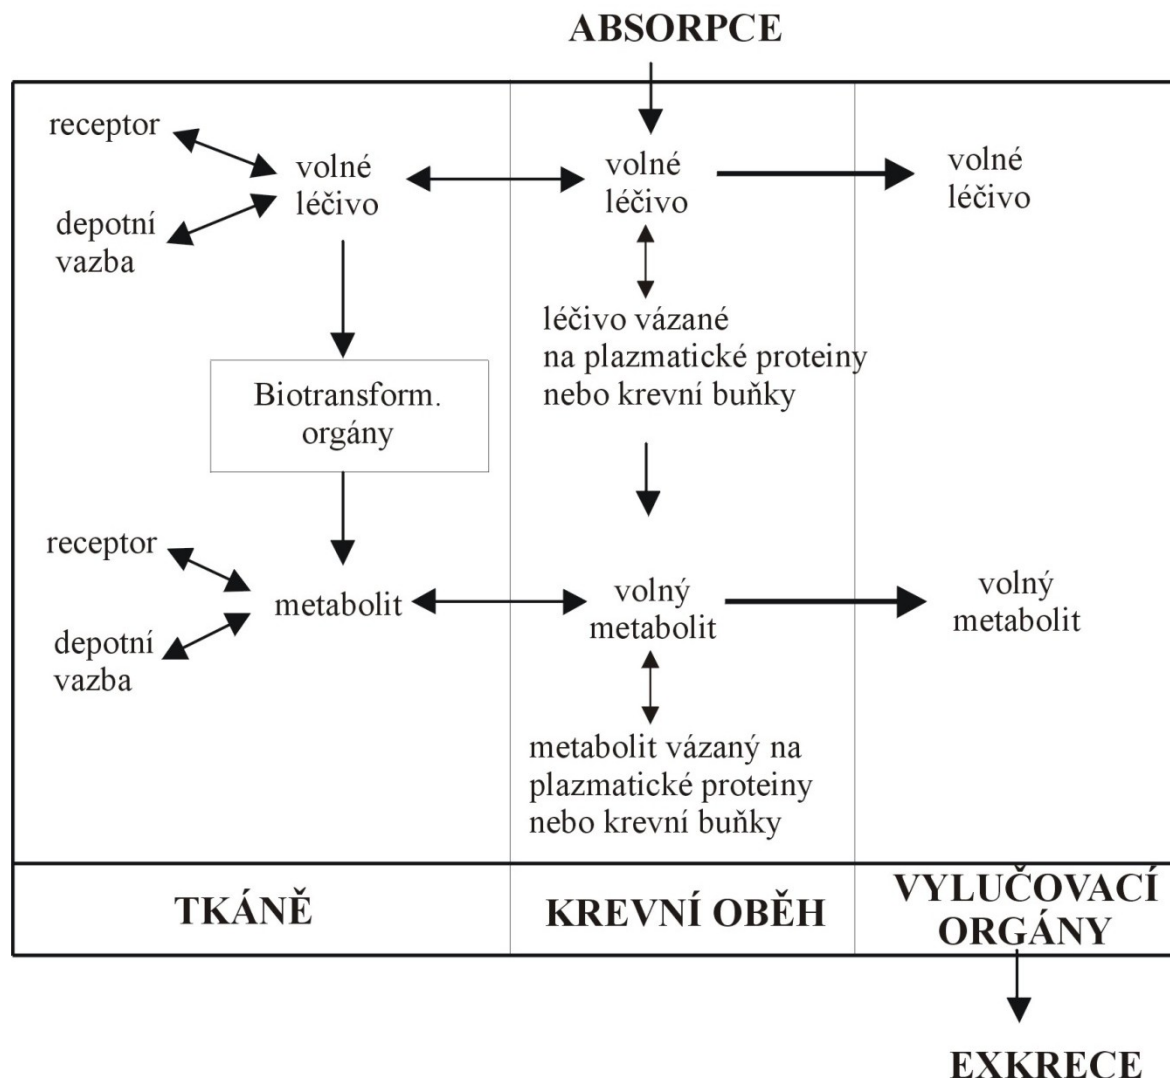 ABSORPCE
receptor
volné
léčivo
depotní
vazba
volné
léčivo
volné
léčivo
léčivo vázané
na plazmatické proteiny
nebo krevní buňky
Biotransform.
orgány
receptor
metabolit
depotní
vazba
volný
metabolit
volný
metabolit
metabolit vázaný na
plazmatické proteiny
nebo krevní buňky
TKÁNĚ
KREVNÍ OBĚH
VYLUČOVACÍ
ORGÁNY
EXKRECE